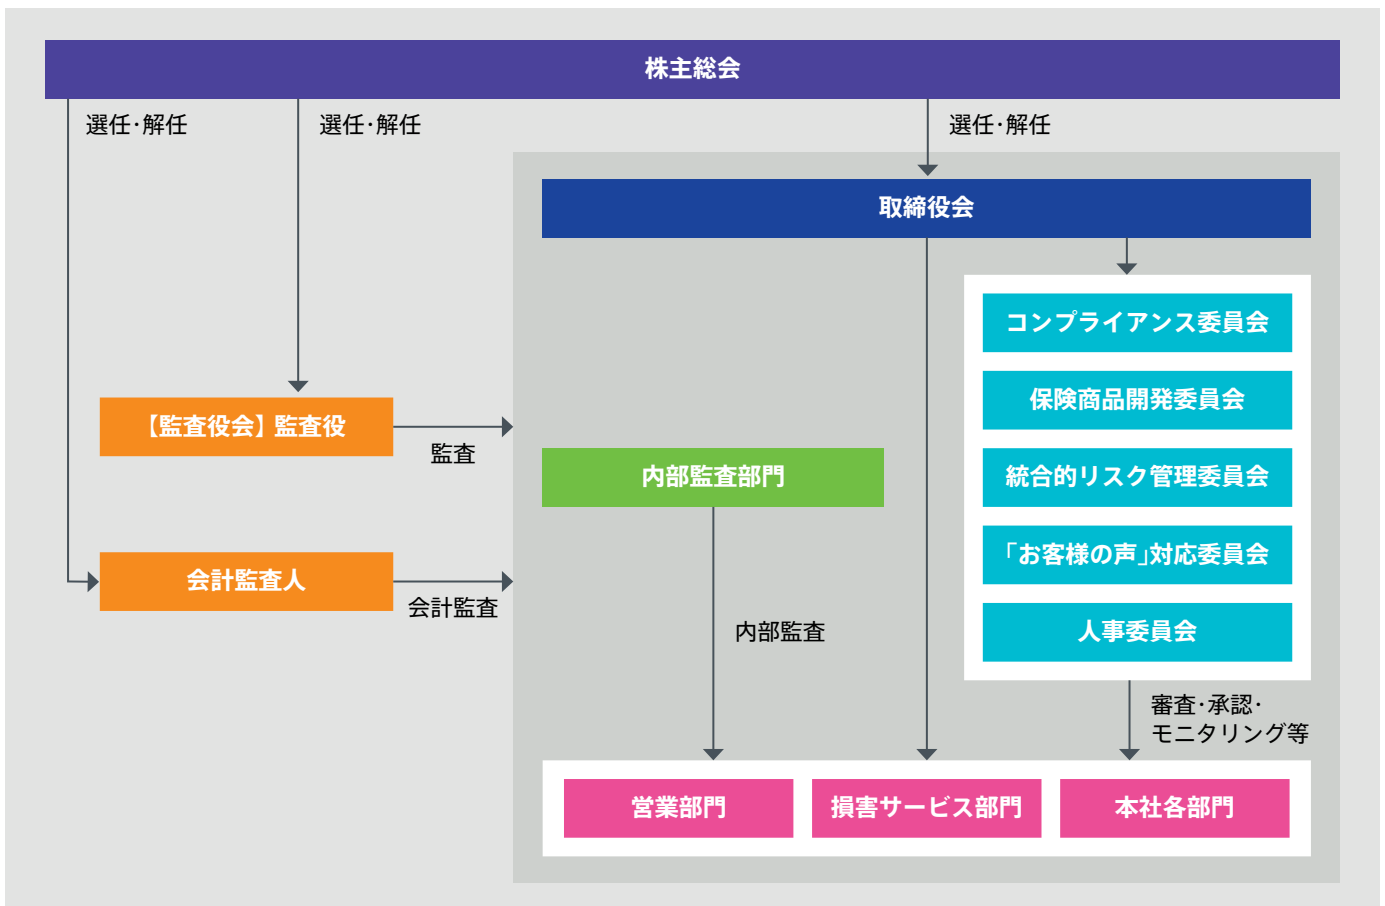 株主総会
選任･解任
選任･解任
選任･解任
取締役会
コンプライアンス委員会
保険商品開発委員会
統合的リスク管理委員会
｢お客様の声｣対応委員会
人事委員会
【監査役会】監査役
監査
内部監査部門
会計監査人
会計監査
内部監査
審査･承認･
モニタリング等
営業部門
損害サービス部門
本社各部門